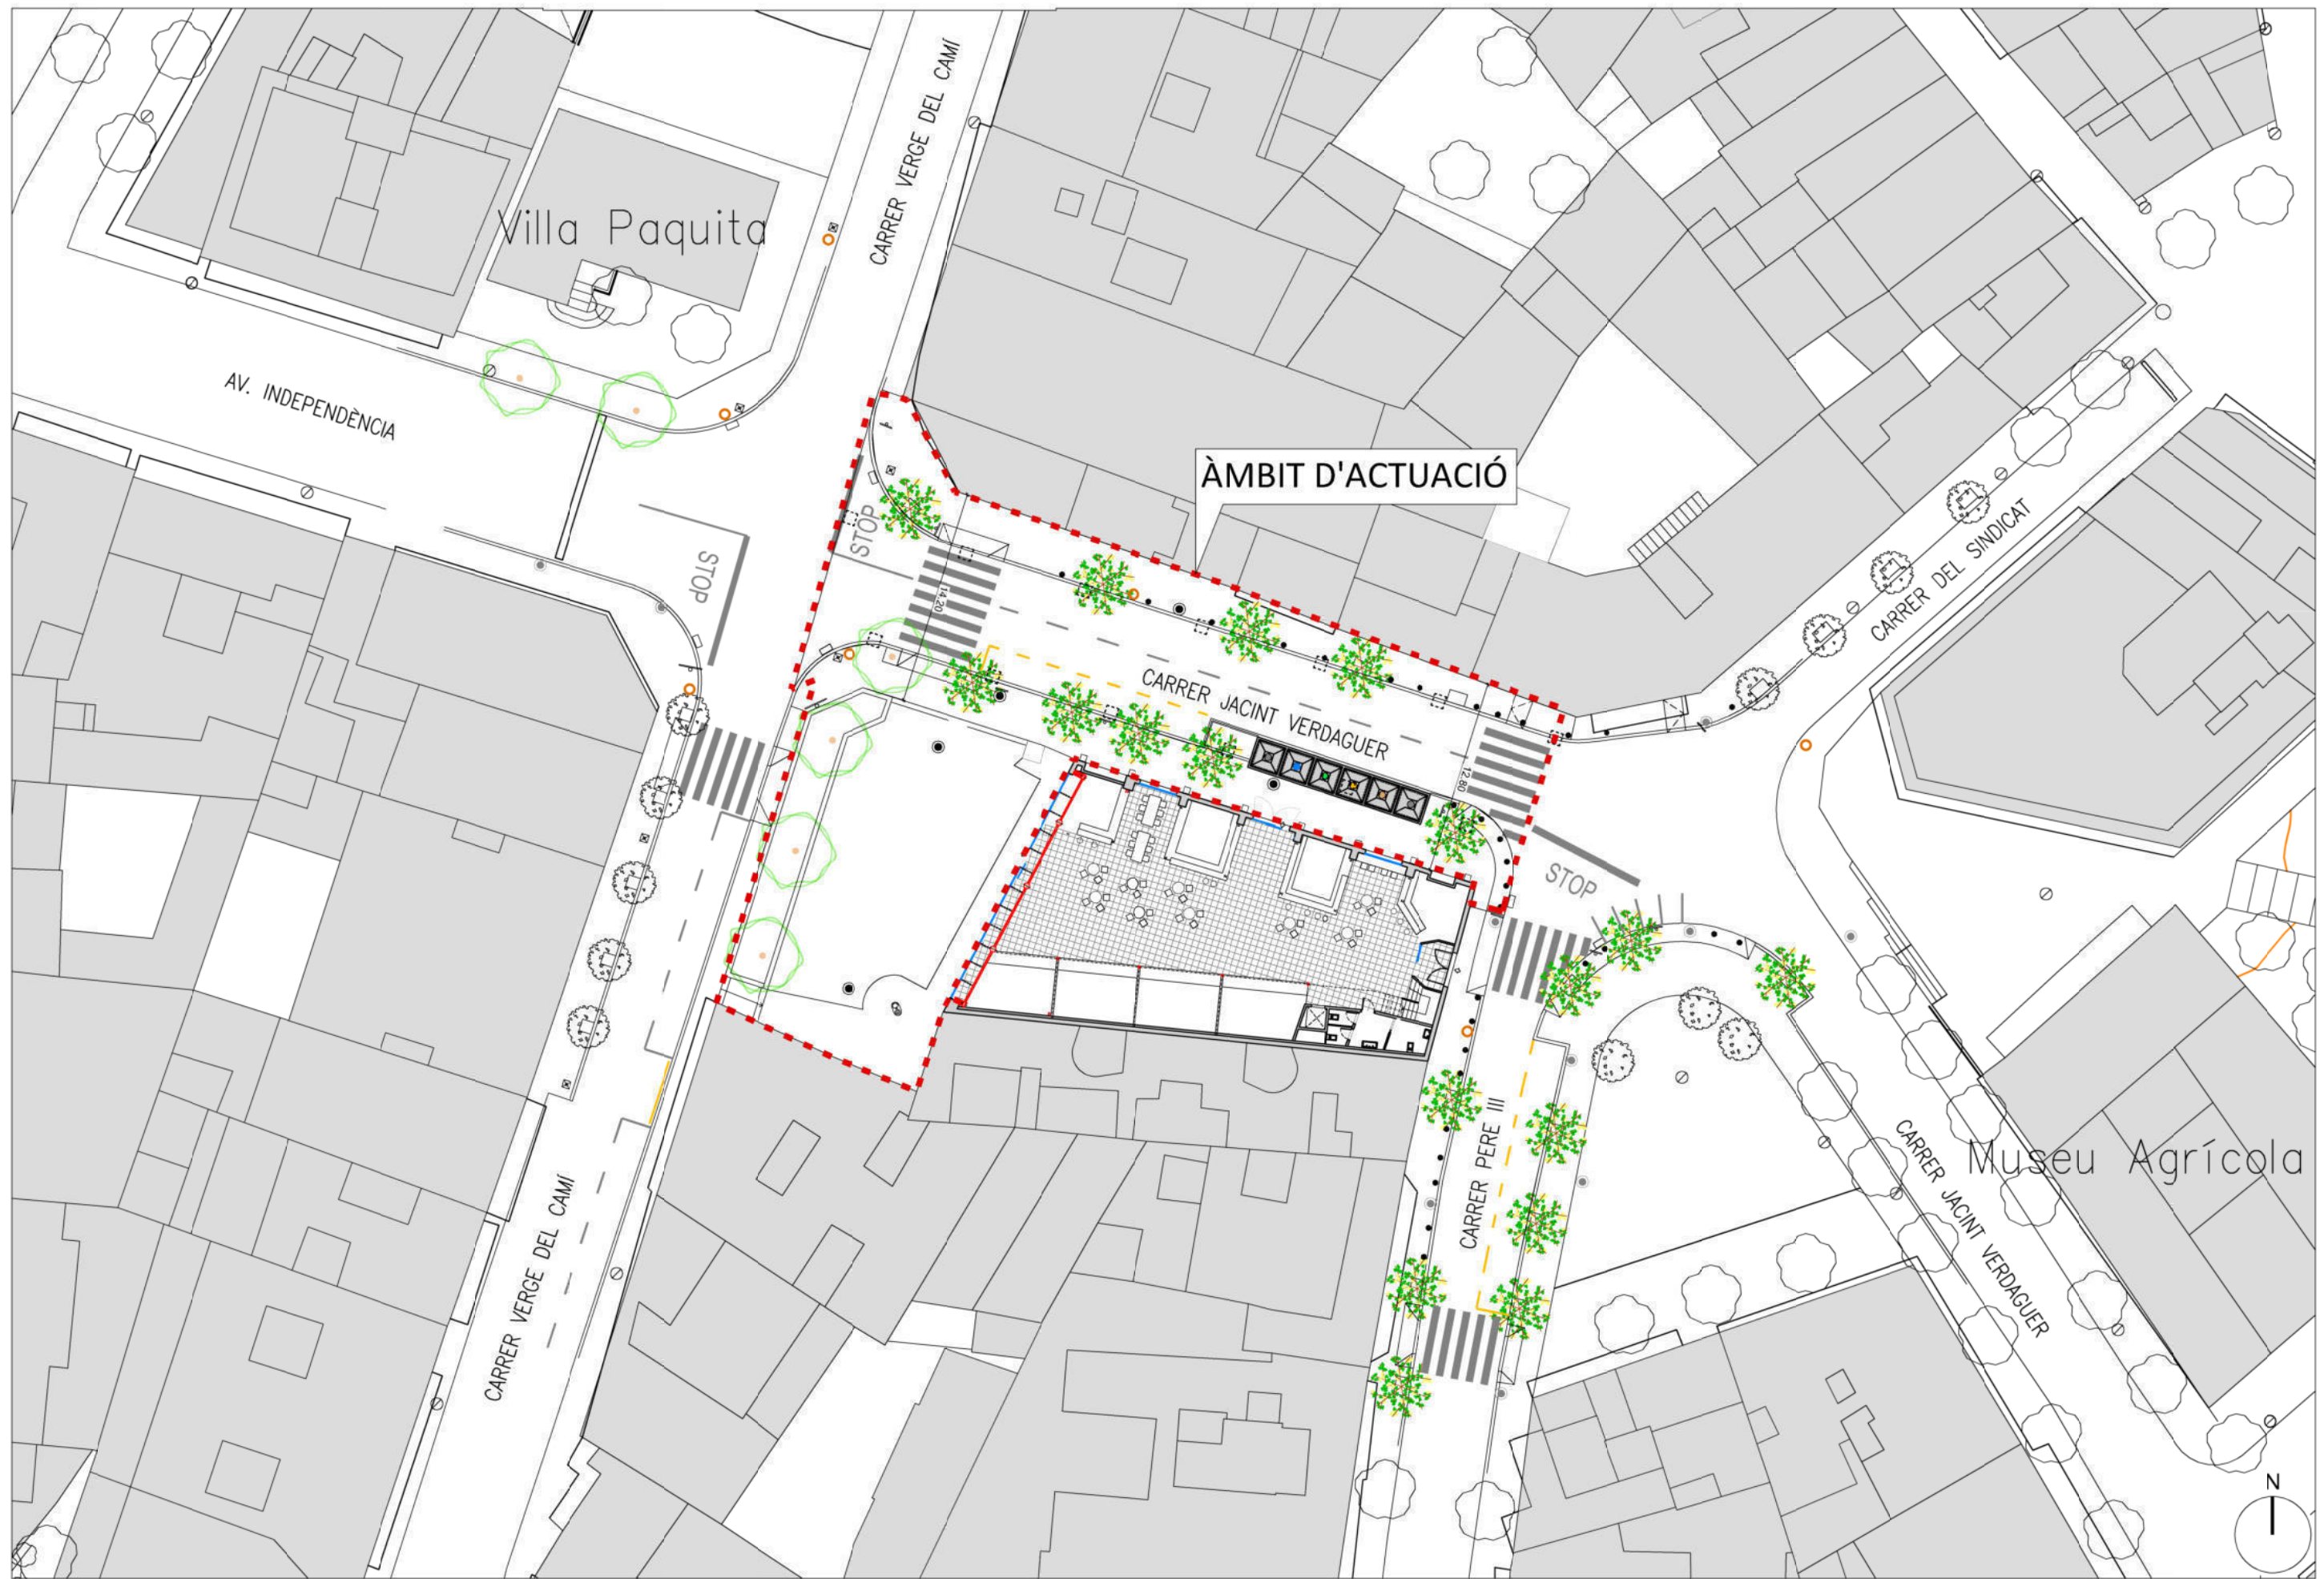 CARRER VERGE DEL CAMÍ
Villa Paquita
AV. INDEPENDÈNCIA
ÀMBIT D'ACTUACIÓ
STOP
STOP
14.20
CARRER DEL SINDICAT
CARRER JACINT VERDAGUER
12.80
STOP
CARRER PERE III
CARRER JACINT VERDAGUER
Museu Agrícola
CARRER VERGE DEL CAMÍ
N